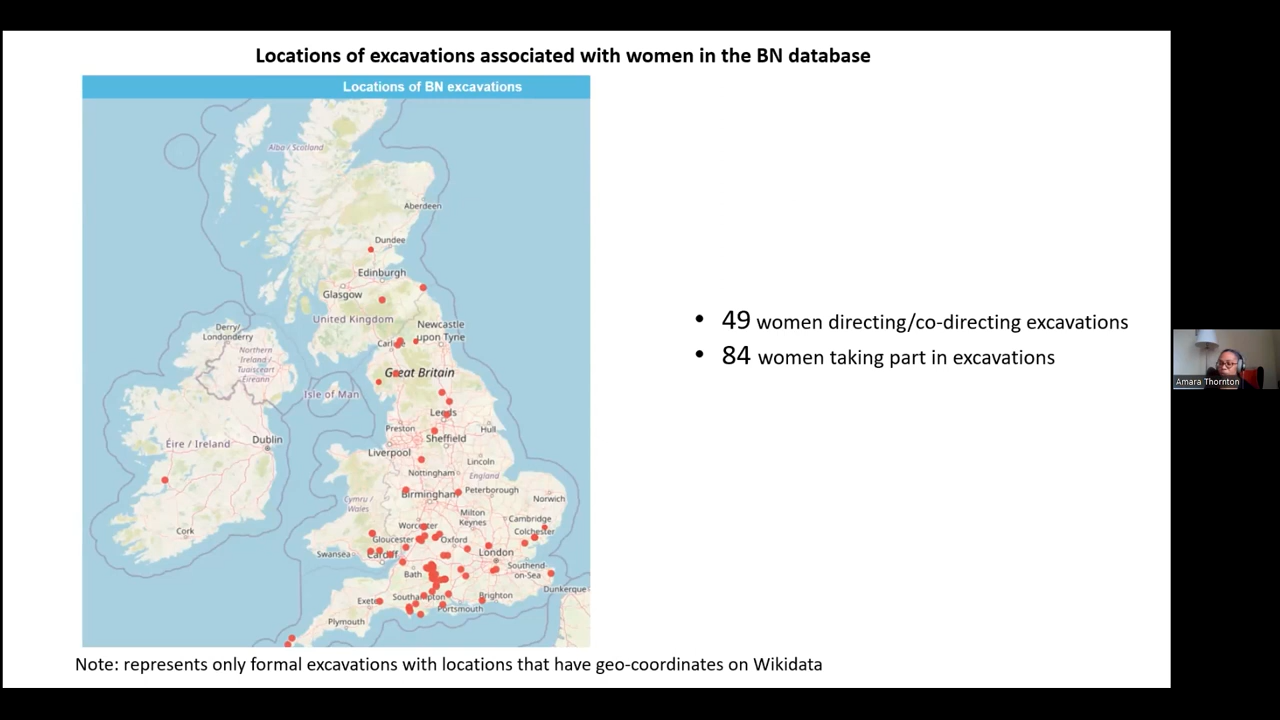 Locations of excavations associated with women in the BN database
Locations of BN excavations
Alba / Scotland
Aberdeen
Dundee
Edinburgh
Glasgow
United Kingdom
Newcastle
upon Tyne
Derry/
Londonderry
Northern
Ireland /
Tuaisceart
Éireann
Great Britain
Isle of Man
Leeds
Preston
Hull
Éire / Ireland
Dublin
Sheffield
Liverpool
Lincoln
Nottingham
England
Cymru /
Wales
Birmingham
Peterborough
Norwich
Cork
Milton
Keynes
Cambridge
Worcester
Colchester
Gloucester
Oxford
Swansea
Cardiff
London
Bath
Southend-
on-Sea
Dunkerque
Exeter
Southampton
Brighton
Portsmouth
Plymouth
• 49 women directing/co-directing excavations
• 84 women taking part in excavations
Amara Thornton
Note: represents only formal excavations with locations that have geo-coordinates on Wikidata